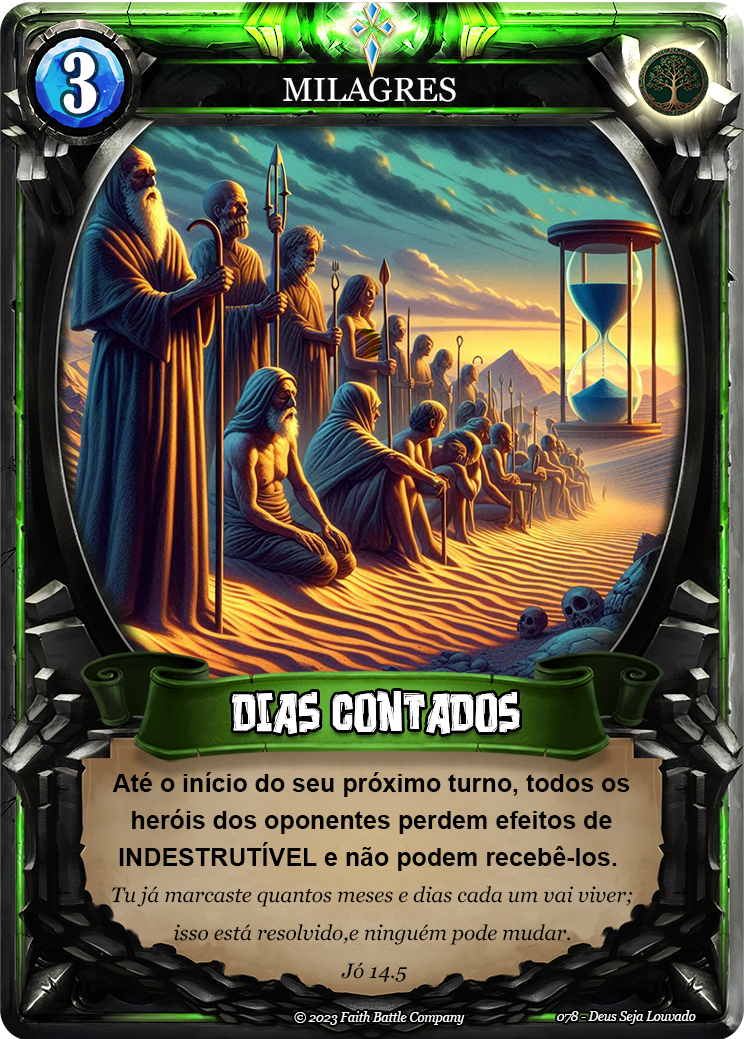 3
MILAGRES
DIAS CONTADOS
Até o início do seu próximo turno, todos os
heróis dos oponentes perdem efeitos de
INDESTRUTÍVEL e não podem recebê-los.
Tu já marcaste quantos meses e dias cada um vai viver;
isso está resolvido,e ninguém pode mudar.
Jó 14.5
© 2023 Faith Battle Company
078 - Deus Seja Louvado